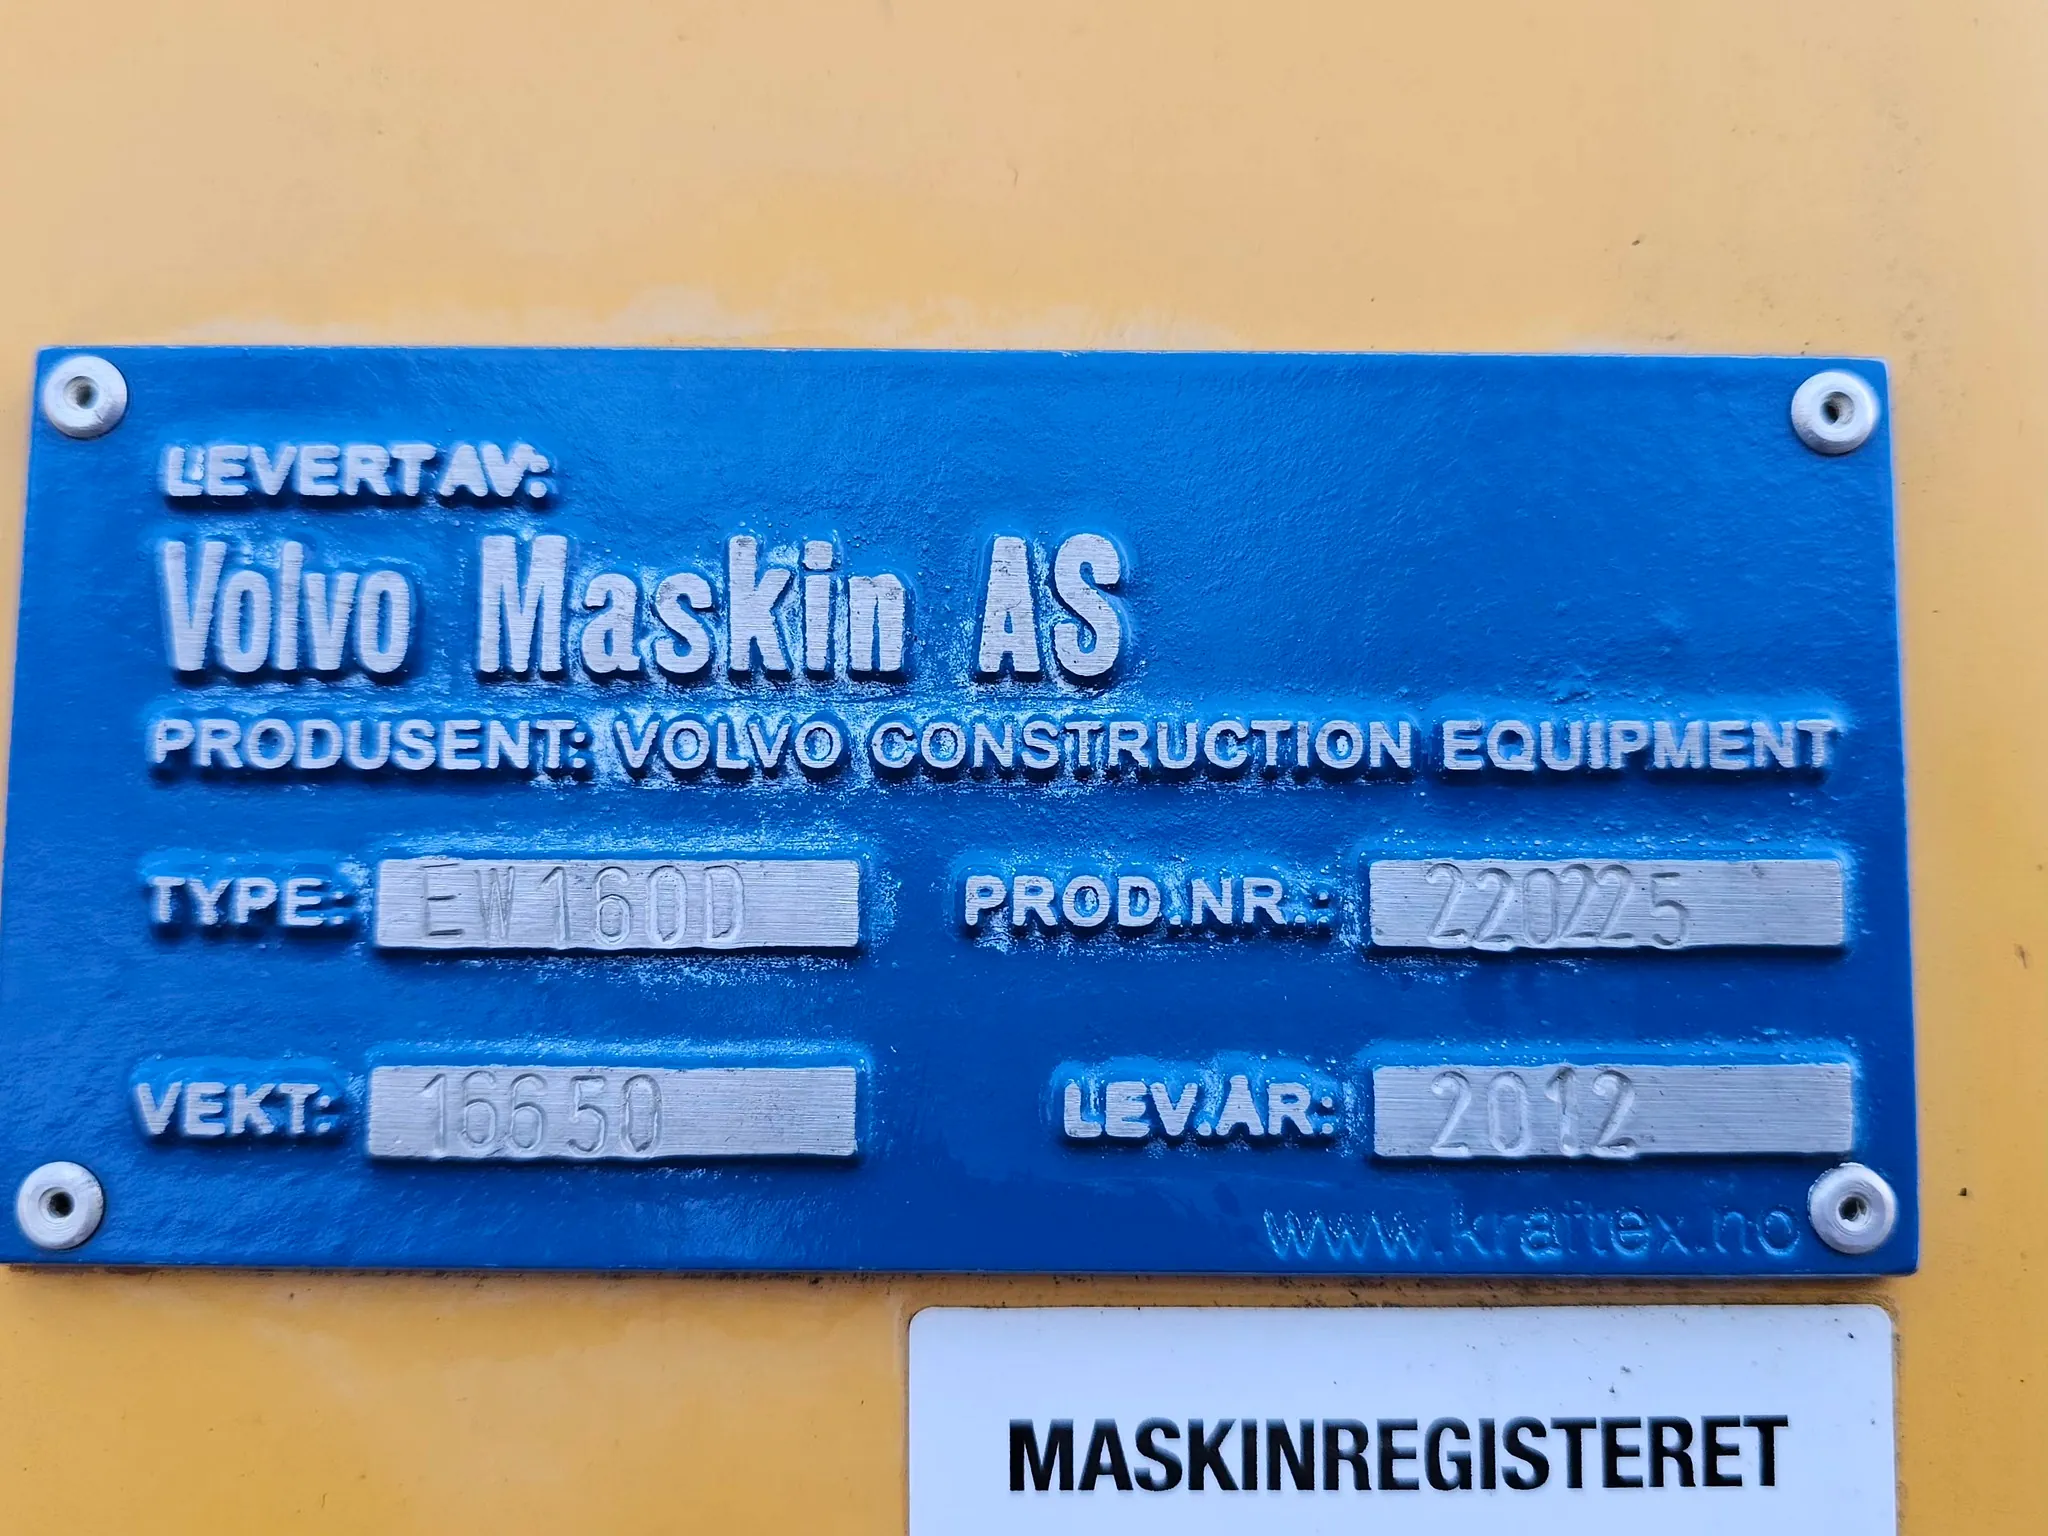 LEVERT AV:
Volvo Maskin AS
PRODUSENT: VOLVO CONSTRUCTION EQUIPMENT
TYPE: EW160D PROD.NR.: 220225
VEKT: 16650 LEV.ÅR: 2012
www.kraftex.no
MASKINREGISTERET